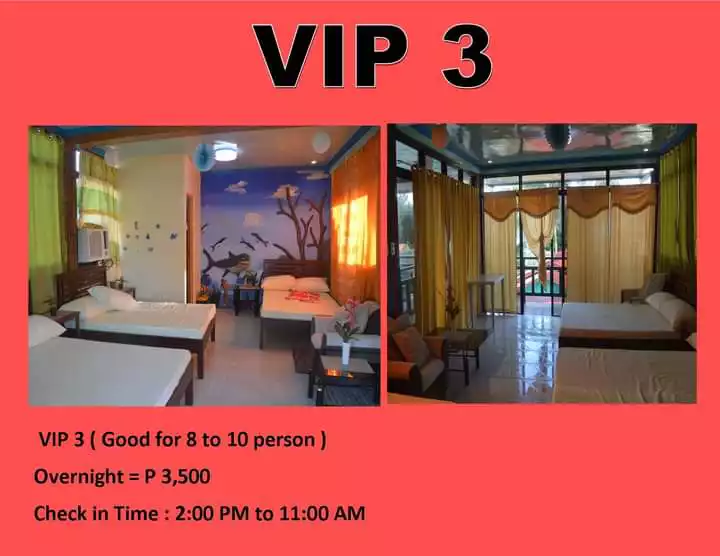 VIP 3
VIP 3 ( Good for 8 to 10 person )
Overnight = P 3,500
Check in Time : 2:00 PM to 11:00 AM